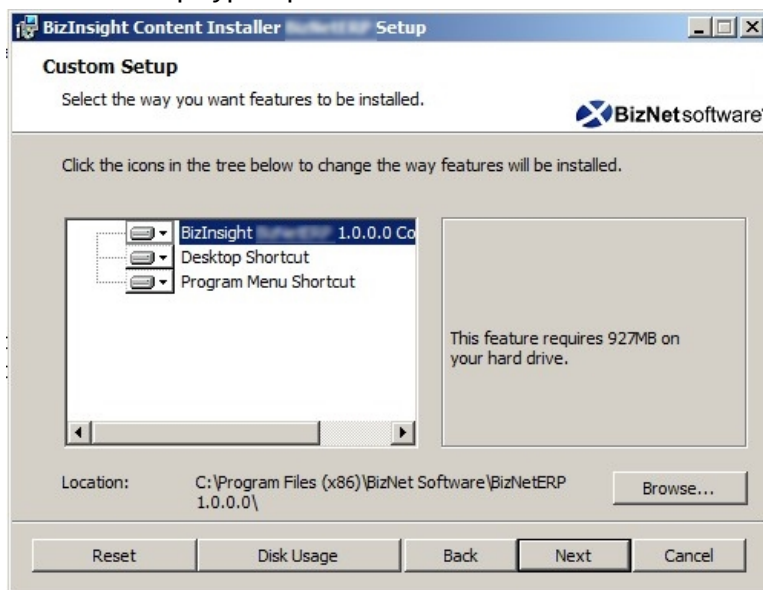 BizInsight Content Installer Setup
Custom Setup
Select the way you want features to be installed.
BizNetsoftware
Click the icons in the tree below to change the way features will be installed.
BizInsight 1.0.0.0 Co
Desktop Shortcut
Program Menu Shortcut
This feature requires 927MB on
your hard drive.
Location: C:\Program Files (x86)\BizNet Software\BizNetERP
1.0.0.0\
Browse...
Reset Disk Usage Back Next Cancel